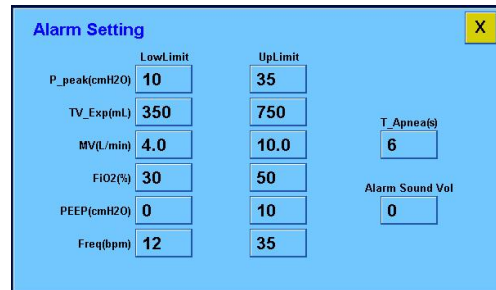 Alarm Setting X
LowLimit UpLimit
P_peak(cmH2O) 10 35
TV_Exp(mL) 350 750
T_Apnea(s)
MV(L/min) 4.0 10.0 6
FiO2(%) 30 50
Alarm Sound Vol
PEEP(cmH2O) 0 10 0
Freq(bpm) 12 35